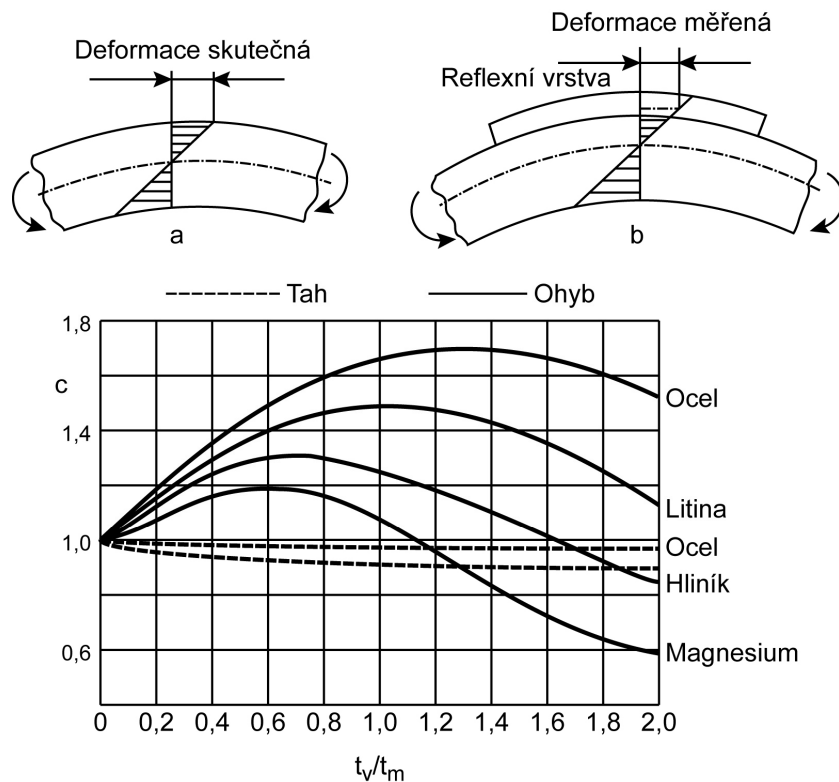 Deformace skutečná
a
Deformace měřená
Reflexní vrstva
b
Tah
Ohyb
1,8
c
1,4
1,0
0,6
Ocel
Litina
Ocel
Hliník
Magnesium
0 0,2 0,4 0,6 0,8 1,0 1,2 1,4 1,6 1,8 2,0
tv/tm